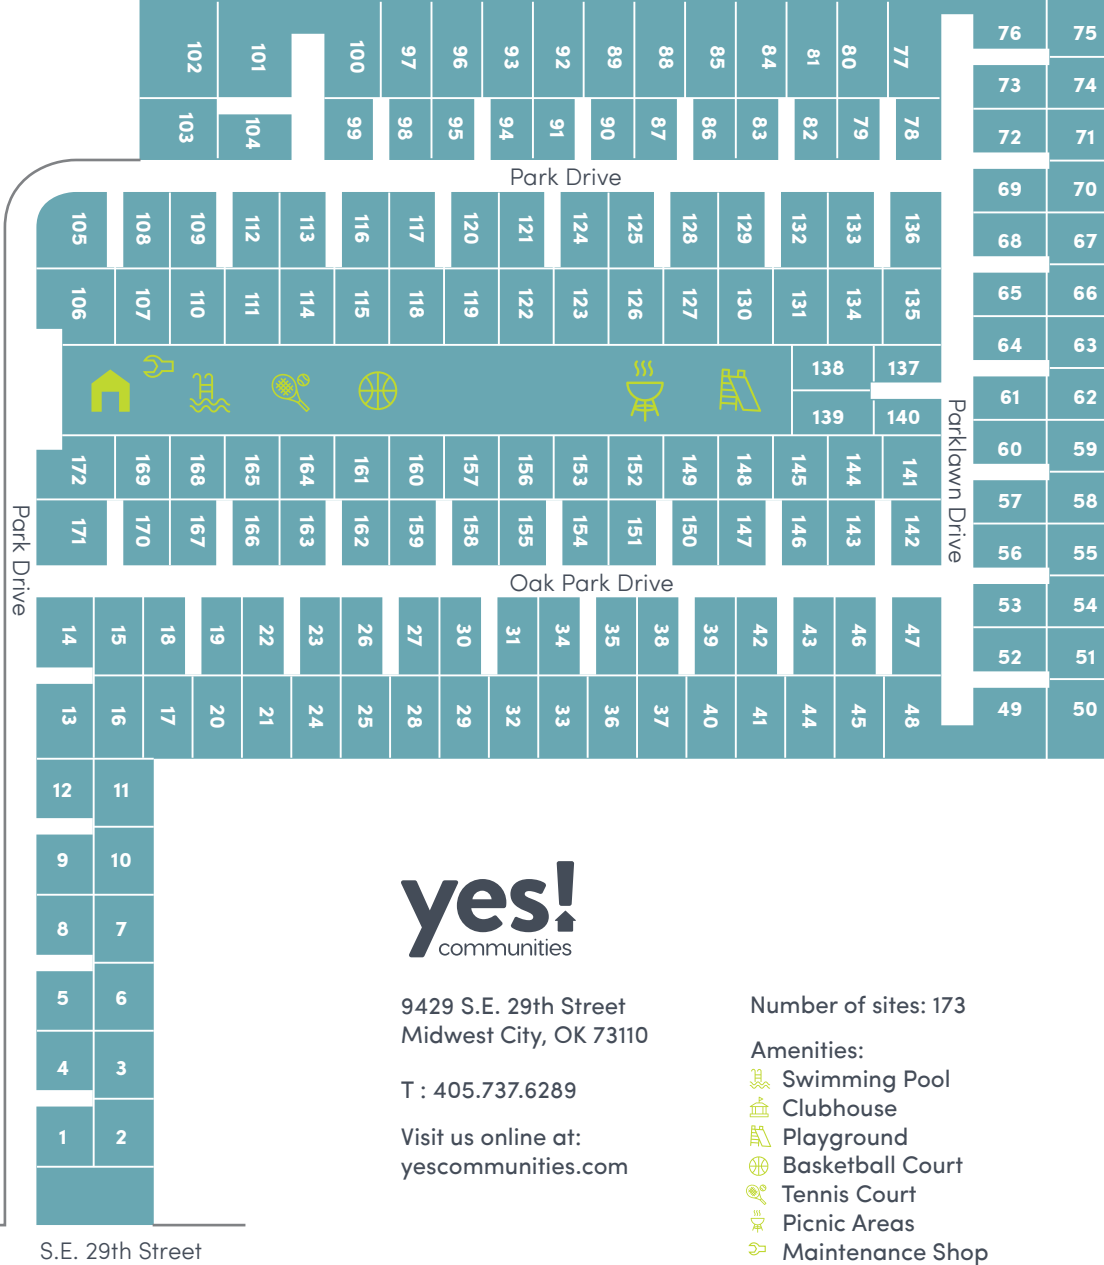 102 101 100 97 96 93 92 89 88 85 84 81 80 77 76 75
73 74
103 104 99 98 95 94 91 90 87 86 83 82 79 78 72 71
Park Drive
69 70
105 108 109 112 113 116 117 120 121 124 125 128 129 132 133 136 68 67
106 107 110 111 114 115 118 119 122 123 126 127 130 131 134 135 65 66
64 63
138 137
61 62
139 140
Parklawn Drive
60 59
172 169 168 165 164 161 160 157 156 153 152 149 148 145 144 141
57 58
171 170 167 166 163 162 159 158 155 154 151 150 147 146 143 142
56 55
Park Drive
Oak Park Drive
53 54
14 15 18 19 22 23 26 27 30 31 34 35 38 39 42 43 46 47
52 51
13 16 17 20 21 24 25 28 29 32 33 36 37 40 41 44 45 48 49 50
12 11
9 10
8 7
5 6
4 3
1 2
S.E. 29th Street
yes!
communities
9429 S.E. 29th Street
Midwest City, OK 73110
T : 405.737.6289
Visit us online at:
yescommunities.com
Number of sites: 173
Amenities:
Swimming Pool
Clubhouse
Playground
Basketball Court
Tennis Court
Picnic Areas
Maintenance Shop